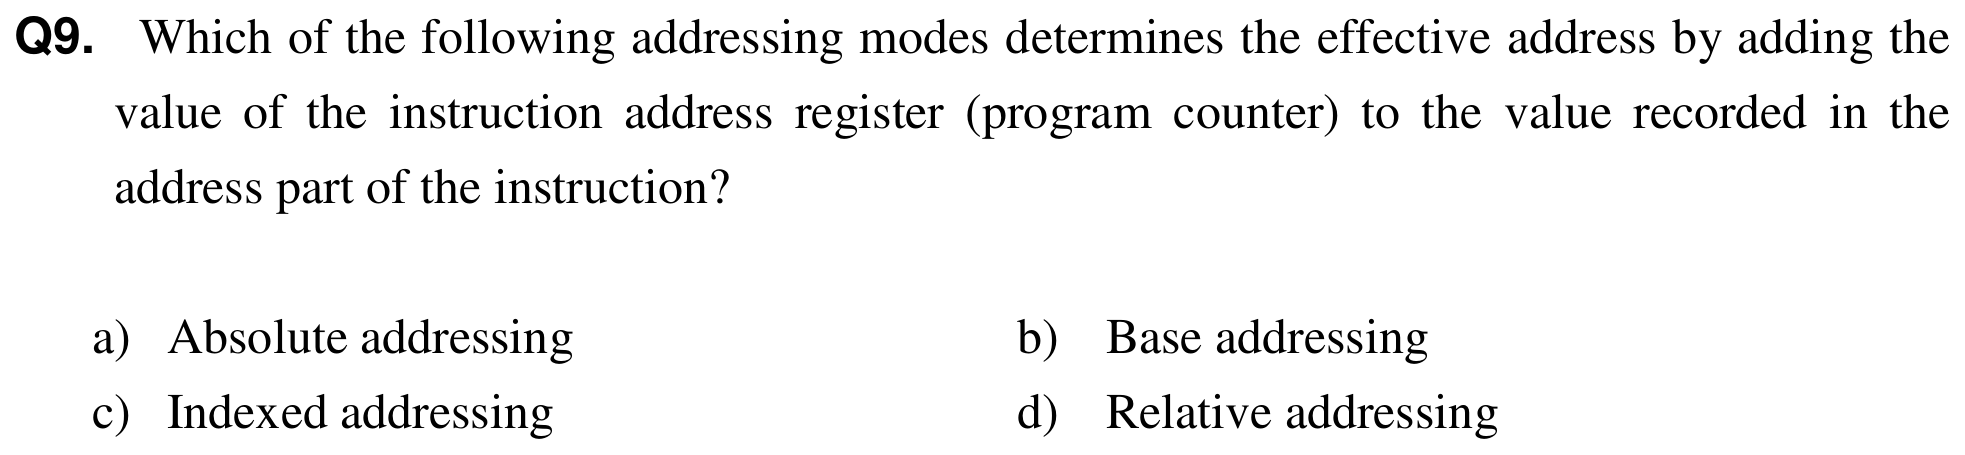 Q9. Which of the following addressing modes determines the effective address by adding the
value of the instruction address register (program counter) to the value recorded in the
address part of the instruction?
a) Absolute addressing b) Base addressing
c) Indexed addressing d) Relative addressing